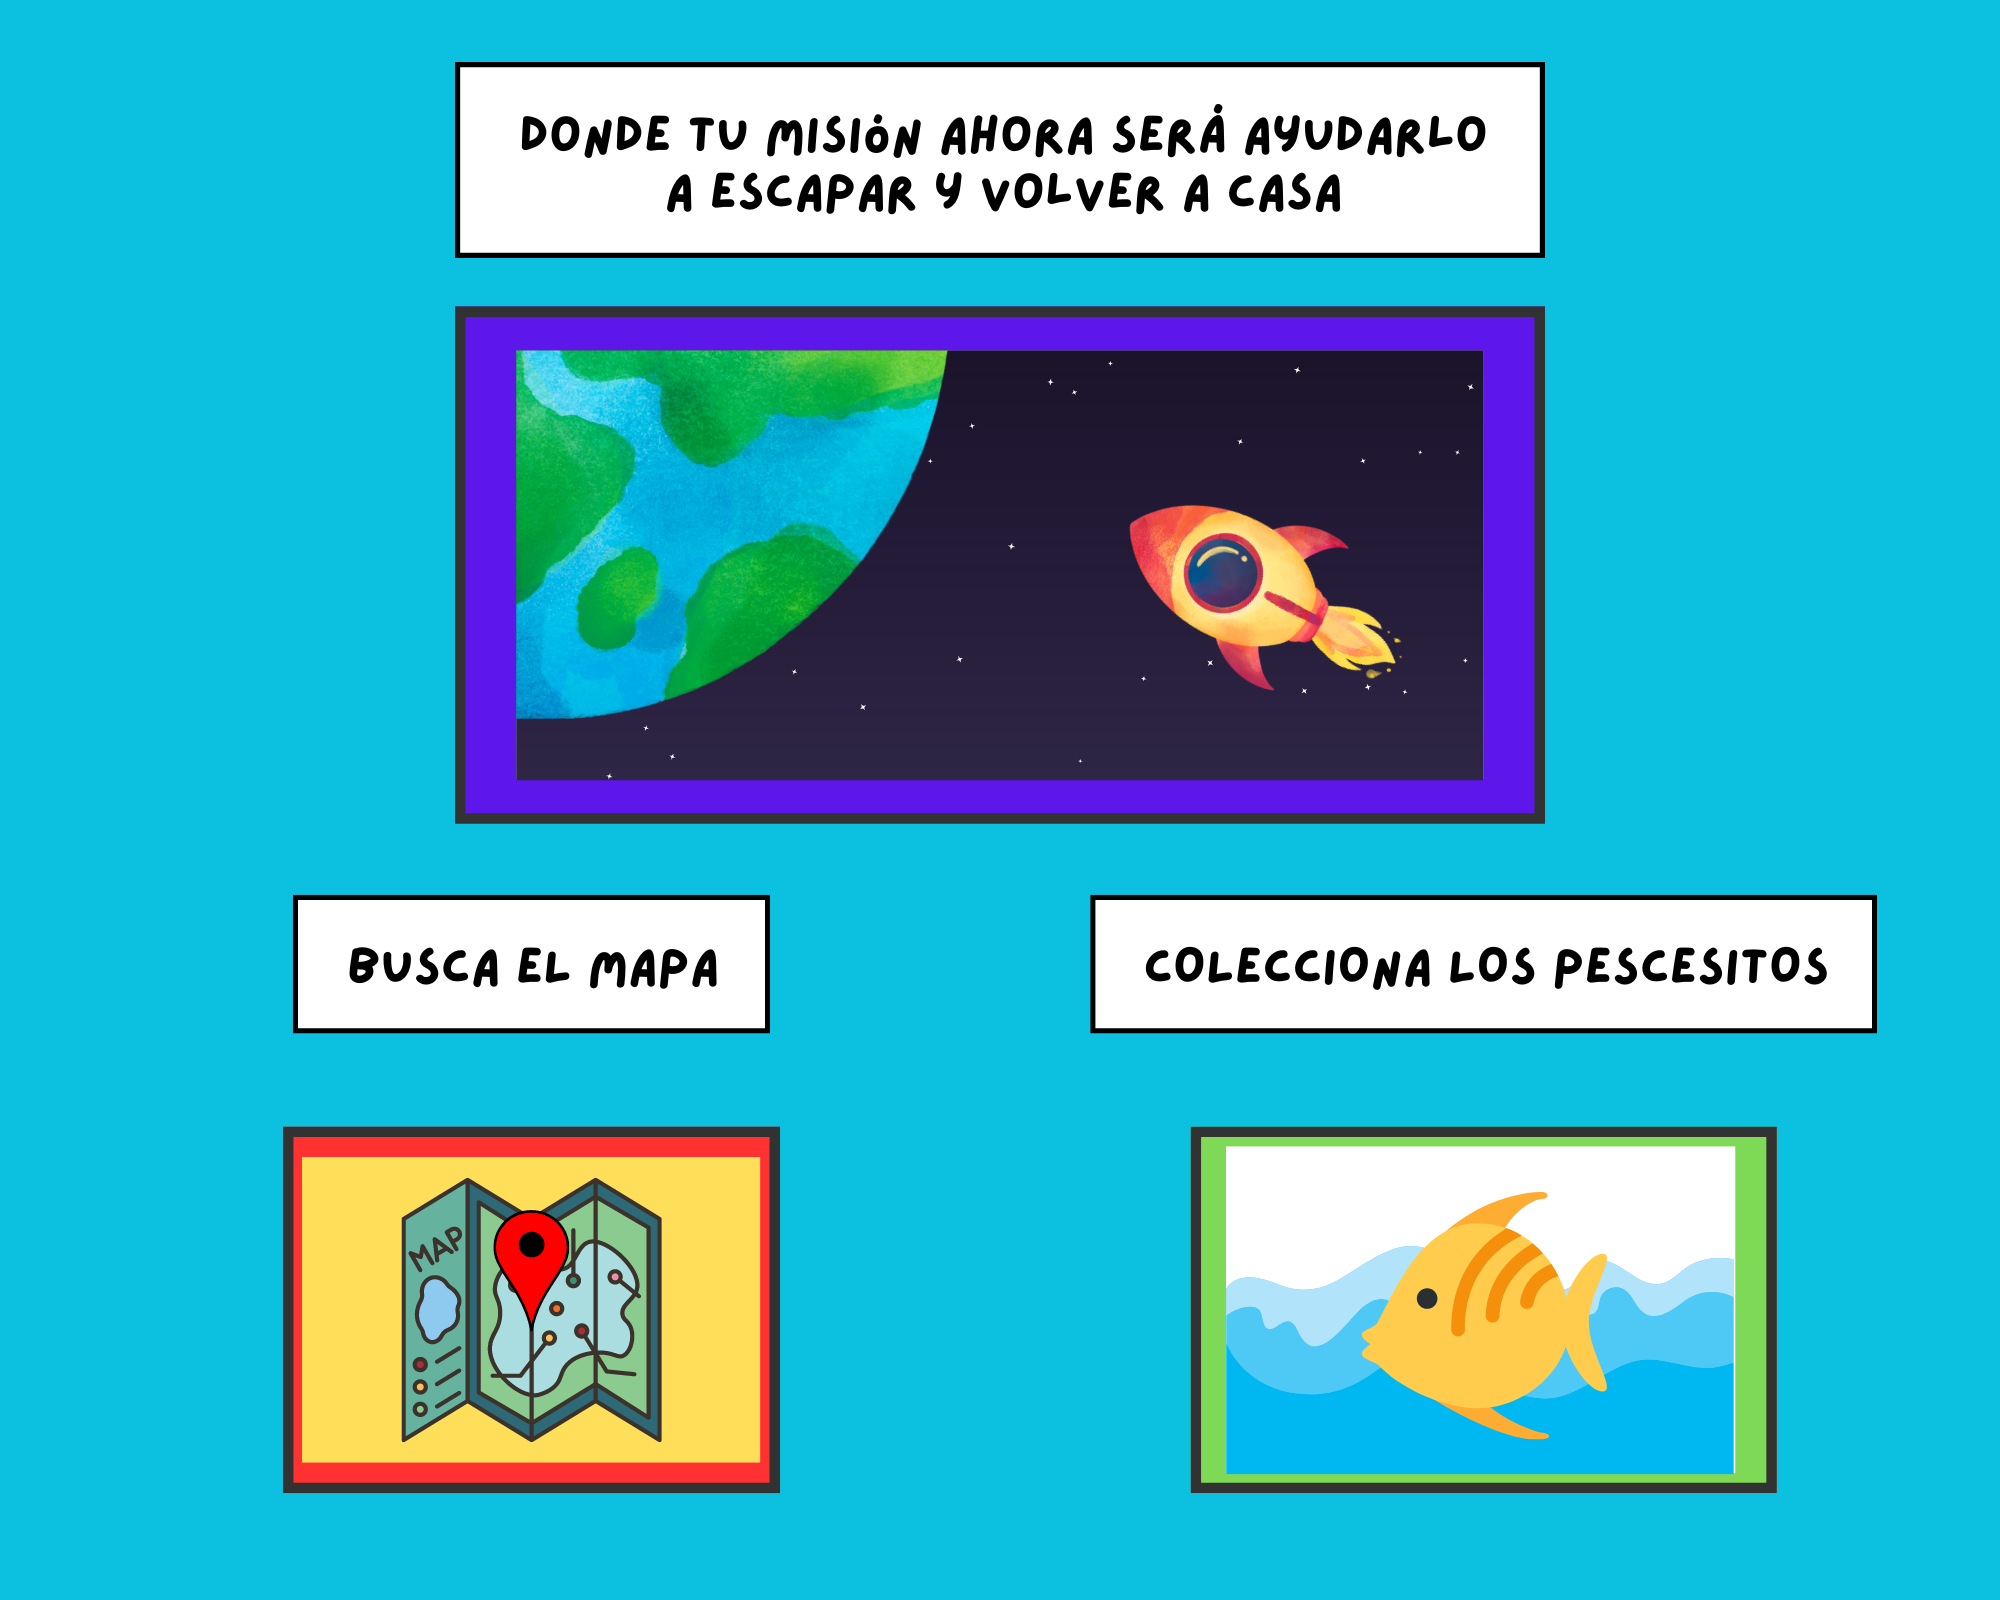 DONDE TU MISIÓN AHORA SERÁ AYUDARLO
A ESCAPAR Y VOLVER A CASA
BUSCA EL MAPA
COLECCIONA LOS PESCESITOS
MAP